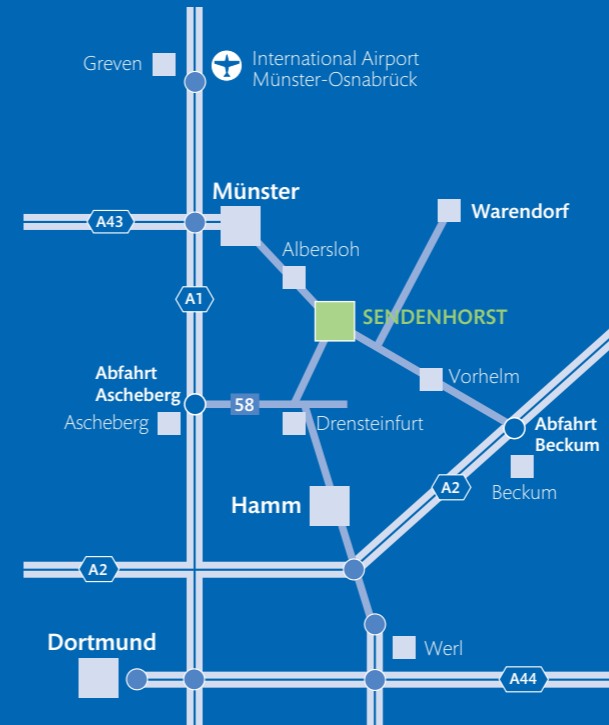 Greven
International Airport
Münster-Osnabrück
Münster
Warendorf
A43
Albersloh
A1
SENDENHORST
Abfahrt
Ascheberg
Vorhelm
58
Ascheberg
Drensteinfurt
Abfahrt
Beckum
A2
Beckum
Hamm
A2
Dortmund
Werl
A44